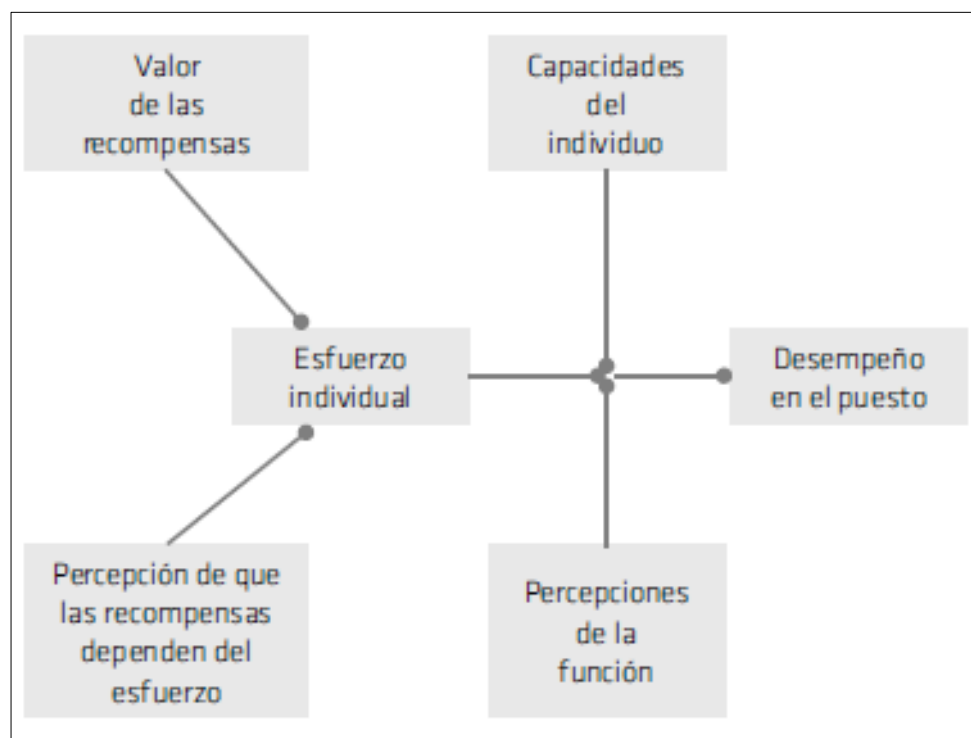 Valor
de las
recompensas
Capacidades
del
individuo
Esfuerzo
individual
Desempeño
en el puesto
Percepción de que
las recompensas
dependen del
esfuerzo
Percepciones
de la
función